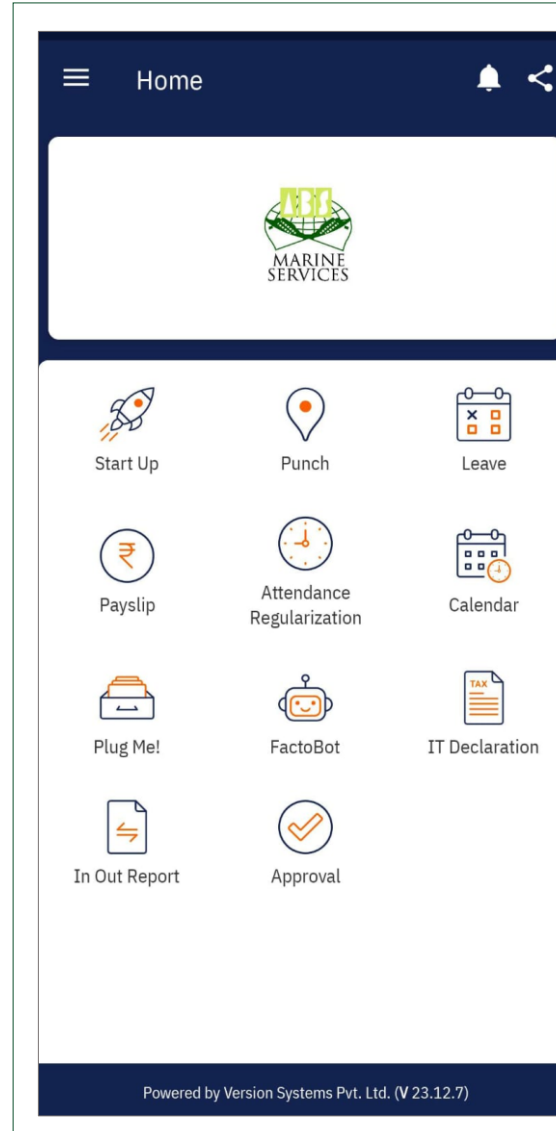 Home
ABS
MARINE
SERVICES
Start Up
Punch
Leave
₹
Payslip
Attendance
Regularization
Calendar
Plug Me!
FactoBot
TAX
IT Declaration
In Out Report
Approval
Powered by Version Systems Pvt. Ltd. (V 23.12.7)